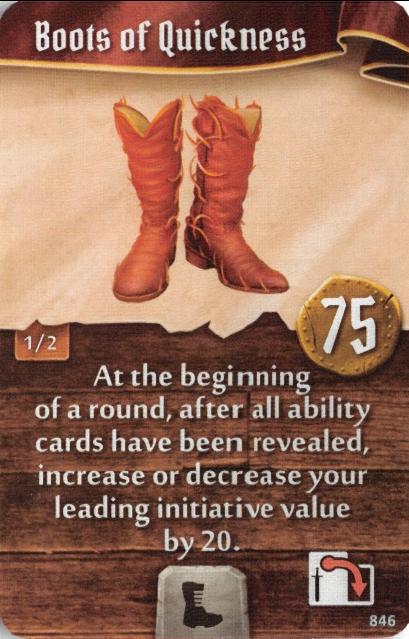 Boots of Quickness
75
1/2
At the beginning
of a round, after all ability
cards have been revealed,
increase or decrease your
leading initiative value
by 20.
846